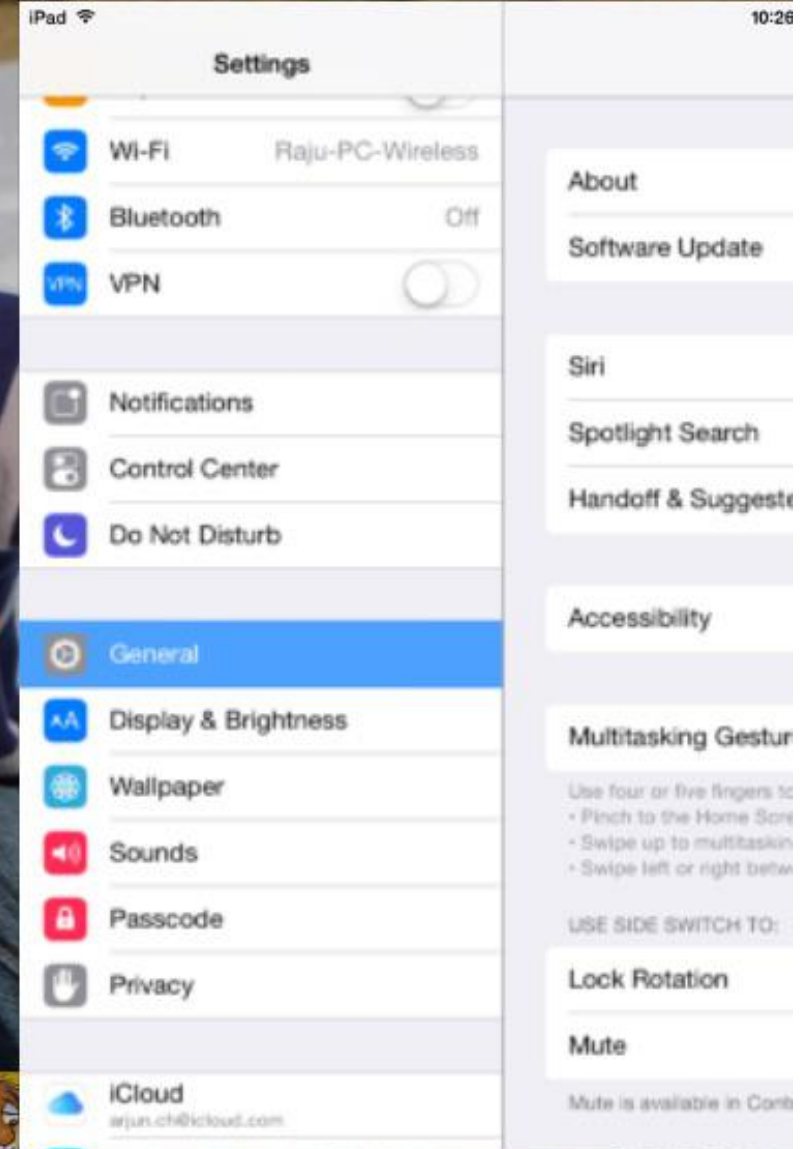 iPad 10:26
Settings
Wi-Fi Raju-PC-Wireless
Bluetooth Off
VPN VPN
Notifications
Control Center
Do Not Disturb
General
AA Display & Brightness
Wallpaper
Sounds
Passcode
Privacy
iCloud
arjun.ch@icloud.com
About
Software Update
Siri
Spotlight Search
Handoff & Suggeste
Accessibility
Multitasking Gestur
Use four or five fingers to
• Pinch to the Home Scre
• Swipe up to multitaskin
• Swipe left or right betwe
USE SIDE SWITCH TO:
Lock Rotation
Mute
Mute is available in Cont